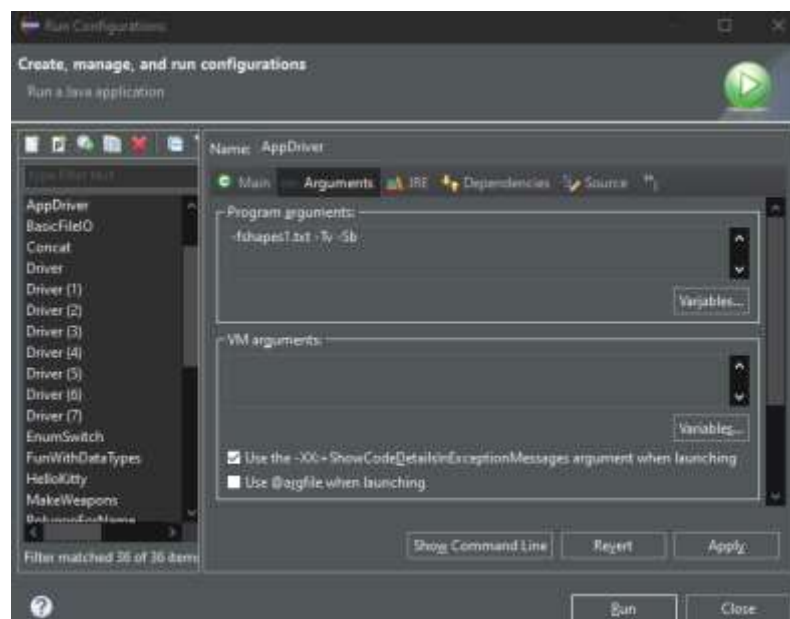 Run Configurations
Create, manage, and run configurations
Run a Java application
Name: AppDriver
type filter text
Main
Arguments
JRE
Dependencies
Source
AppDriver
BasicFileIO
Concat
Driver
Driver (1)
Driver (2)
Driver (3)
Driver (4)
Driver (5)
Driver (6)
Driver (7)
EnumSwitch
FunWithDataTypes
HelloKitty
MakeWeapons
Filter matched 36 of 36 items
Program arguments:
-fshapes1.txt -Tv -Sb
Variables...
VM arguments:
Variables...
Use the -XX:+ShowCodeDetailsInExceptionMessages argument when launching
Use @argfile when launching
Show Command Line
Revert
Apply
Run
Close